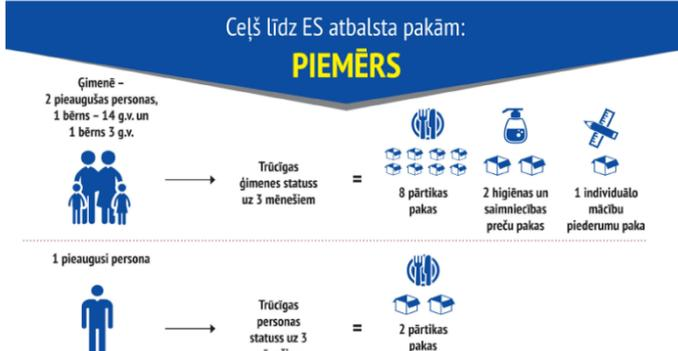 Ceļš līdz ES atbalsta pakām:
PIEMĒRS
Ģimenē –
2 pieaugušas personas,
1 bērns – 14 g.v. un
1 bērns 3 g.v.
Trūcīgas
ģimenes statuss
uz 3 mēnešiem
=
8 pārtikas
pakas
2 higiēnas un
saimniecības
preču pakas
1 individuālo
mācību
piederumu paka
1 pieaugusi persona
Trūcīgas
personas
statuss uz 3
=
2 pārtikas
pakas